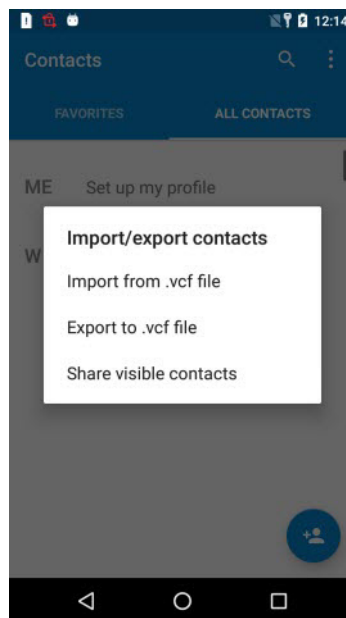 12:14
Contacts
FAVORITES ALL CONTACTS
ME Set up my profile
W
Import/export contacts
Import from .vcf file
Export to .vcf file
Share visible contacts